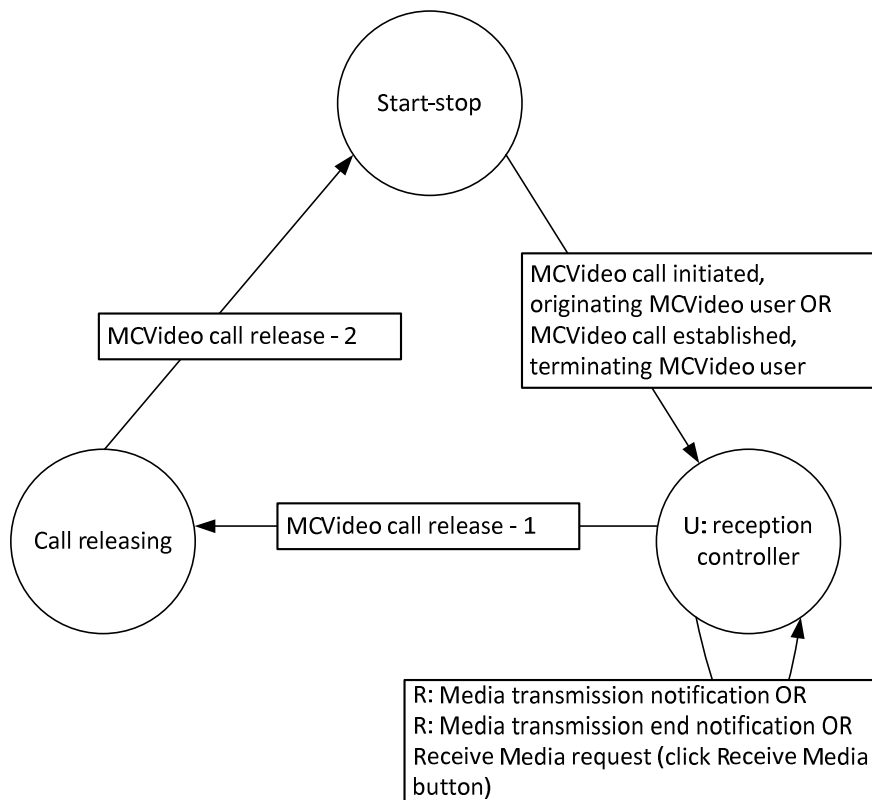 Start-stop
MCVideo call initiated,
originating MCVideo user OR
MCVideo call established,
terminating MCVideo user
MCVideo call release - 2
Call releasing
MCVideo call release - 1
U: reception
controller
R: Media transmission notification OR
R: Media transmission end notification OR
Receive Media request (click Receive Media
button)